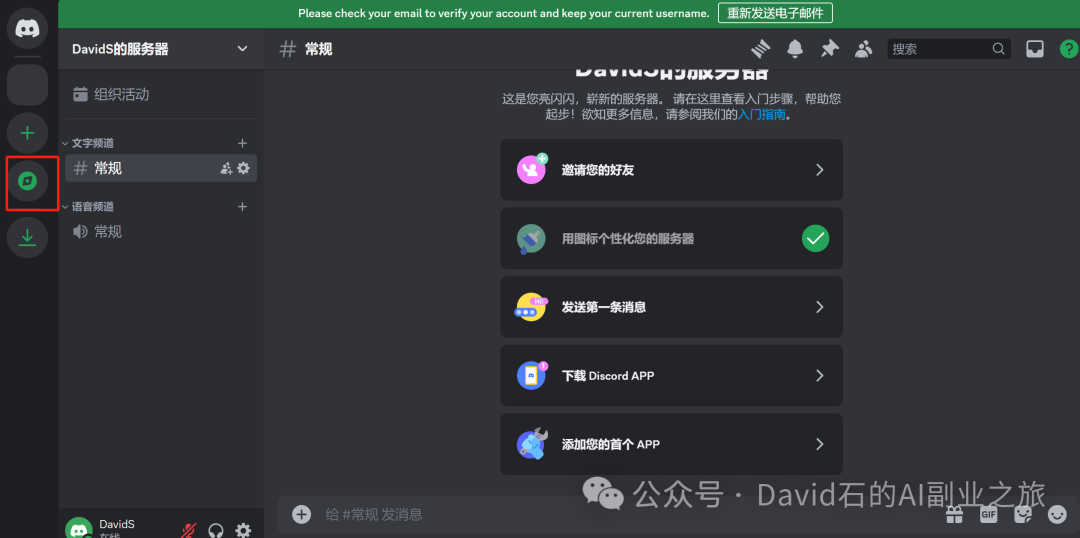 Please check your email to verify your account and keep your current username. 重新发送电子邮件
DavidS的服务器
常规
搜索
DavidS的服务器
组织活动
这是您亮闪闪，崭新的服务器。 请在这里查看入门步骤，帮助您
起步！欲知更多信息，请参阅我们的入门指南。
文字频道
常规
邀请您的好友
语音频道
常规
用图标个性化您的服务器
Hi!
发送第一条消息
1
下载 Discord APP
添加您的首个 APP
公众号 · David石的AI副业之旅
给 #常规 发消息
GIF
DavidS
在线